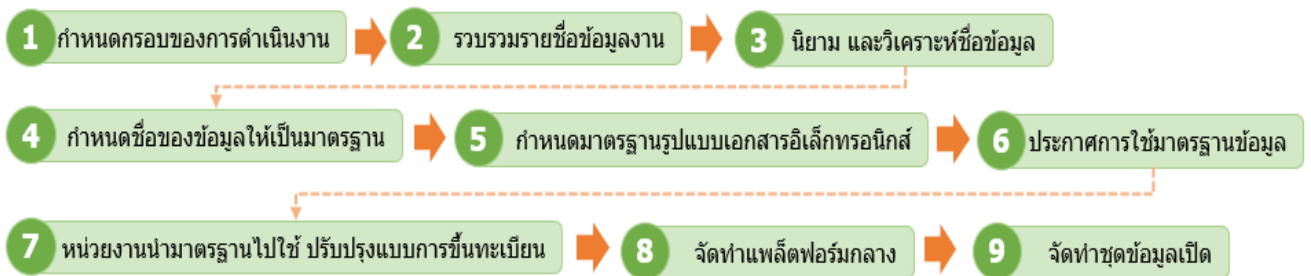 1 กำหนดกรอบของการดำเนินงาน
2 รวบรวมรายชื่อข้อมูลงาน
3 นิยาม และวิเคราะห์ชื่อข้อมูล
4 กำหนดชื่อของข้อมูลให้เป็นมาตรฐาน
5 กำหนดมาตรฐานรูปแบบเอกสารอิเล็กทรอนิกส์
6 ประกาศการใช้มาตรฐานข้อมูล
7 หน่วยงานนำมาตรฐานไปใช้ ปรับปรุงแบบการขึ้นทะเบียน
8 จัดทำแพล็ตฟอร์มกลาง
9 จัดทำชุดข้อมูลเปิด